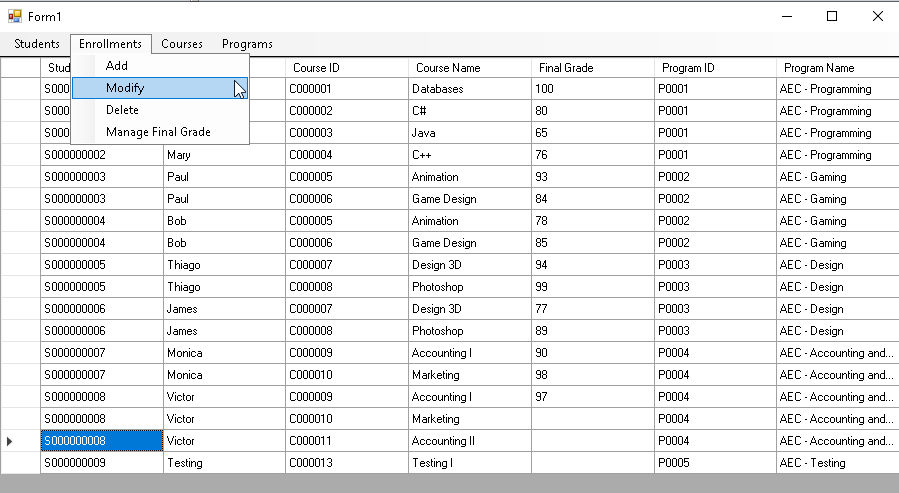 Form1
Students Enrollments Courses Programs
Add
Modify
Delete
Manage Final Grade
Stud Course ID Course Name Final Grade Program ID Program Name
S000 C000001 Databases 100 P0001 AEC - Programming
S000 C000002 C# 80 P0001 AEC - Programming
S000 C000003 Java 65 P0001 AEC - Programming
S000000002 Mary C000004 C++ 76 P0001 AEC - Programming
S000000003 Paul C000005 Animation 93 P0002 AEC - Gaming
S000000003 Paul C000006 Game Design 84 P0002 AEC - Gaming
S000000004 Bob C000005 Animation 78 P0002 AEC - Gaming
S000000004 Bob C000006 Game Design 85 P0002 AEC - Gaming
S000000005 Thiago C000007 Design 3D 94 P0003 AEC - Design
S000000005 Thiago C000008 Photoshop 99 P0003 AEC - Design
S000000006 James C000007 Design 3D 77 P0003 AEC - Design
S000000006 James C000008 Photoshop 89 P0003 AEC - Design
S000000007 Monica C000009 Accounting I 90 P0004 AEC - Accounting and...
S000000007 Monica C000010 Marketing 98 P0004 AEC - Accounting and...
S000000008 Victor C000009 Accounting I 97 P0004 AEC - Accounting and...
S000000008 Victor C000010 Marketing P0004 AEC - Accounting and...
S000000008 Victor C000011 Accounting II P0004 AEC - Accounting and...
S000000009 Testing C000013 Testing I P0005 AEC - Testing